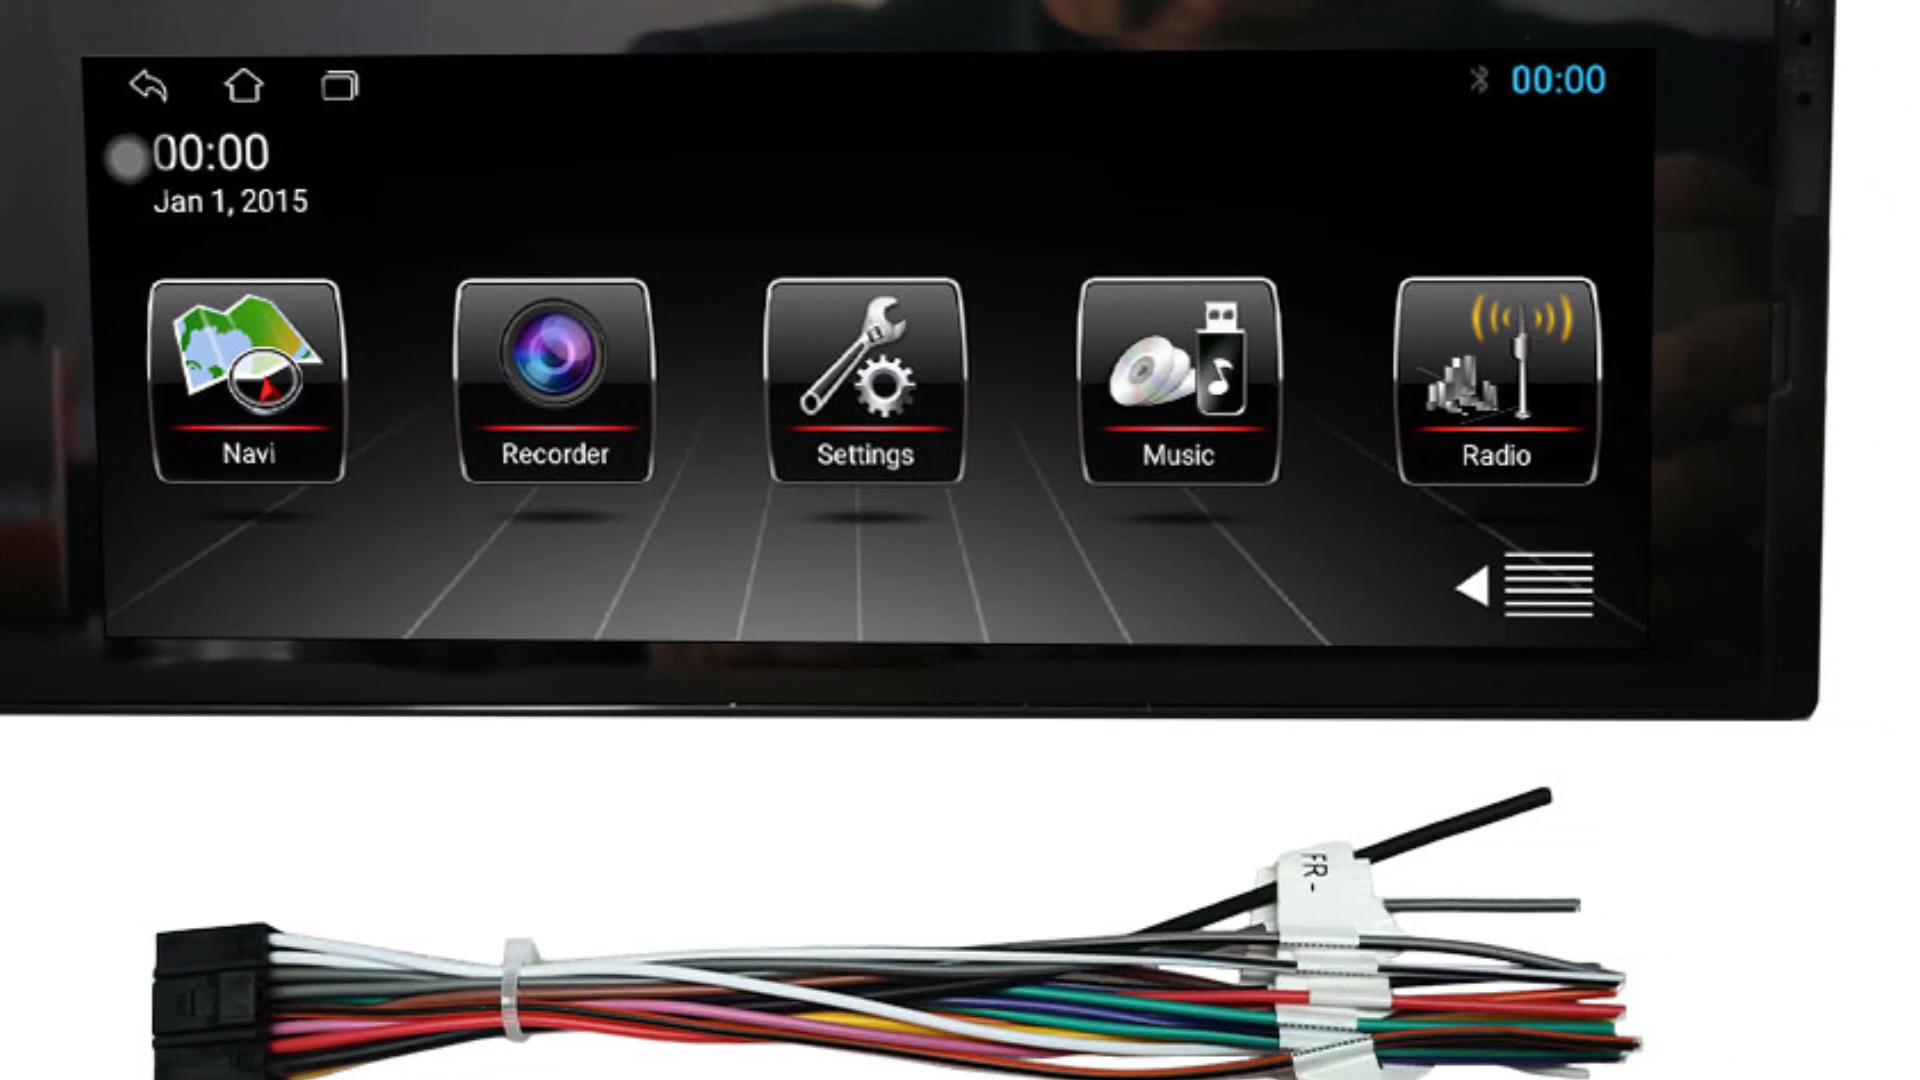 00:00
00:00
Jan 1, 2015
Navi
Recorder
Settings
Music
Radio
FR-